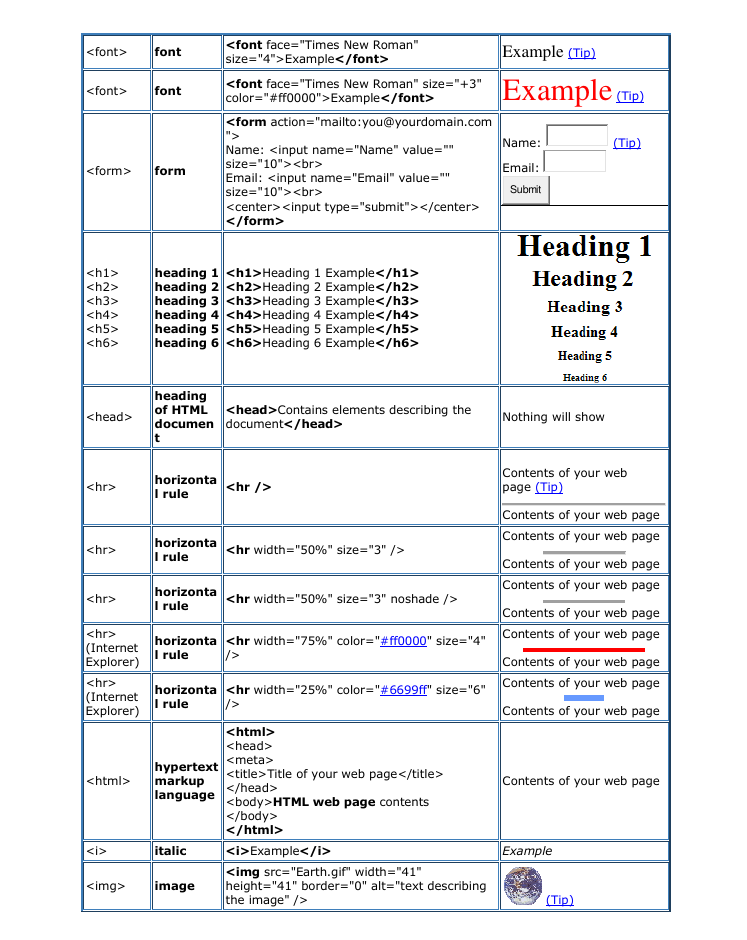 <font>
font
<font face="Times New Roman"
size="4">Example</font>
Example (Tip)
<font>
font
<font face="Times New Roman" size="+3"
color="#ff0000">Example</font>
Example (Tip)
<form>
form
<form action="mailto:you@yourdomain.com
">
Name: <input name="Name" value=""
size="10"><br>
Email: <input name="Email" value=""
size="10"><br>
<center><input type="submit"></center>
</form>
Name: (Tip)
Email:
Submit
<h1>
<h2>
<h3>
<h4>
<h5>
<h6>
heading 1
heading 2
heading 3
heading 4
heading 5
heading 6
<h1>Heading 1 Example</h1>
<h2>Heading 2 Example</h2>
<h3>Heading 3 Example</h3>
<h4>Heading 4 Example</h4>
<h5>Heading 5 Example</h5>
<h6>Heading 6 Example</h6>
Heading 1
Heading 2
Heading 3
Heading 4
Heading 5
Heading 6
<head>
heading
of HTML
documen
t
<head>Contains elements describing the
document</head>
Nothing will show
<hr>
horizonta
l rule
<hr />
Contents of your web
page (Tip)
Contents of your web page
<hr>
horizonta
l rule
<hr width="50%" size="3" />
Contents of your web page
Contents of your web page
<hr>
horizonta
l rule
<hr width="50%" size="3" noshade />
Contents of your web page
Contents of your web page
<hr>
(Internet
Explorer)
horizonta
l rule
<hr width="75%" color="#ff0000" size="4"
/>
Contents of your web page
Contents of your web page
<hr>
(Internet
Explorer)
horizonta
l rule
<hr width="25%" color="#6699ff" size="6"
/>
Contents of your web page
Contents of your web page
<html>
hypertext
markup
language
<html>
<head>
<meta>
<title>Title of your web page</title>
</head>
<body>HTML web page contents
</body>
</html>
Contents of your web page
<i>
italic
<i>Example</i>
Example
<img>
image
<img src="Earth.gif" width="41"
height="41" border="0" alt="text describing
the image" />
(Tip)